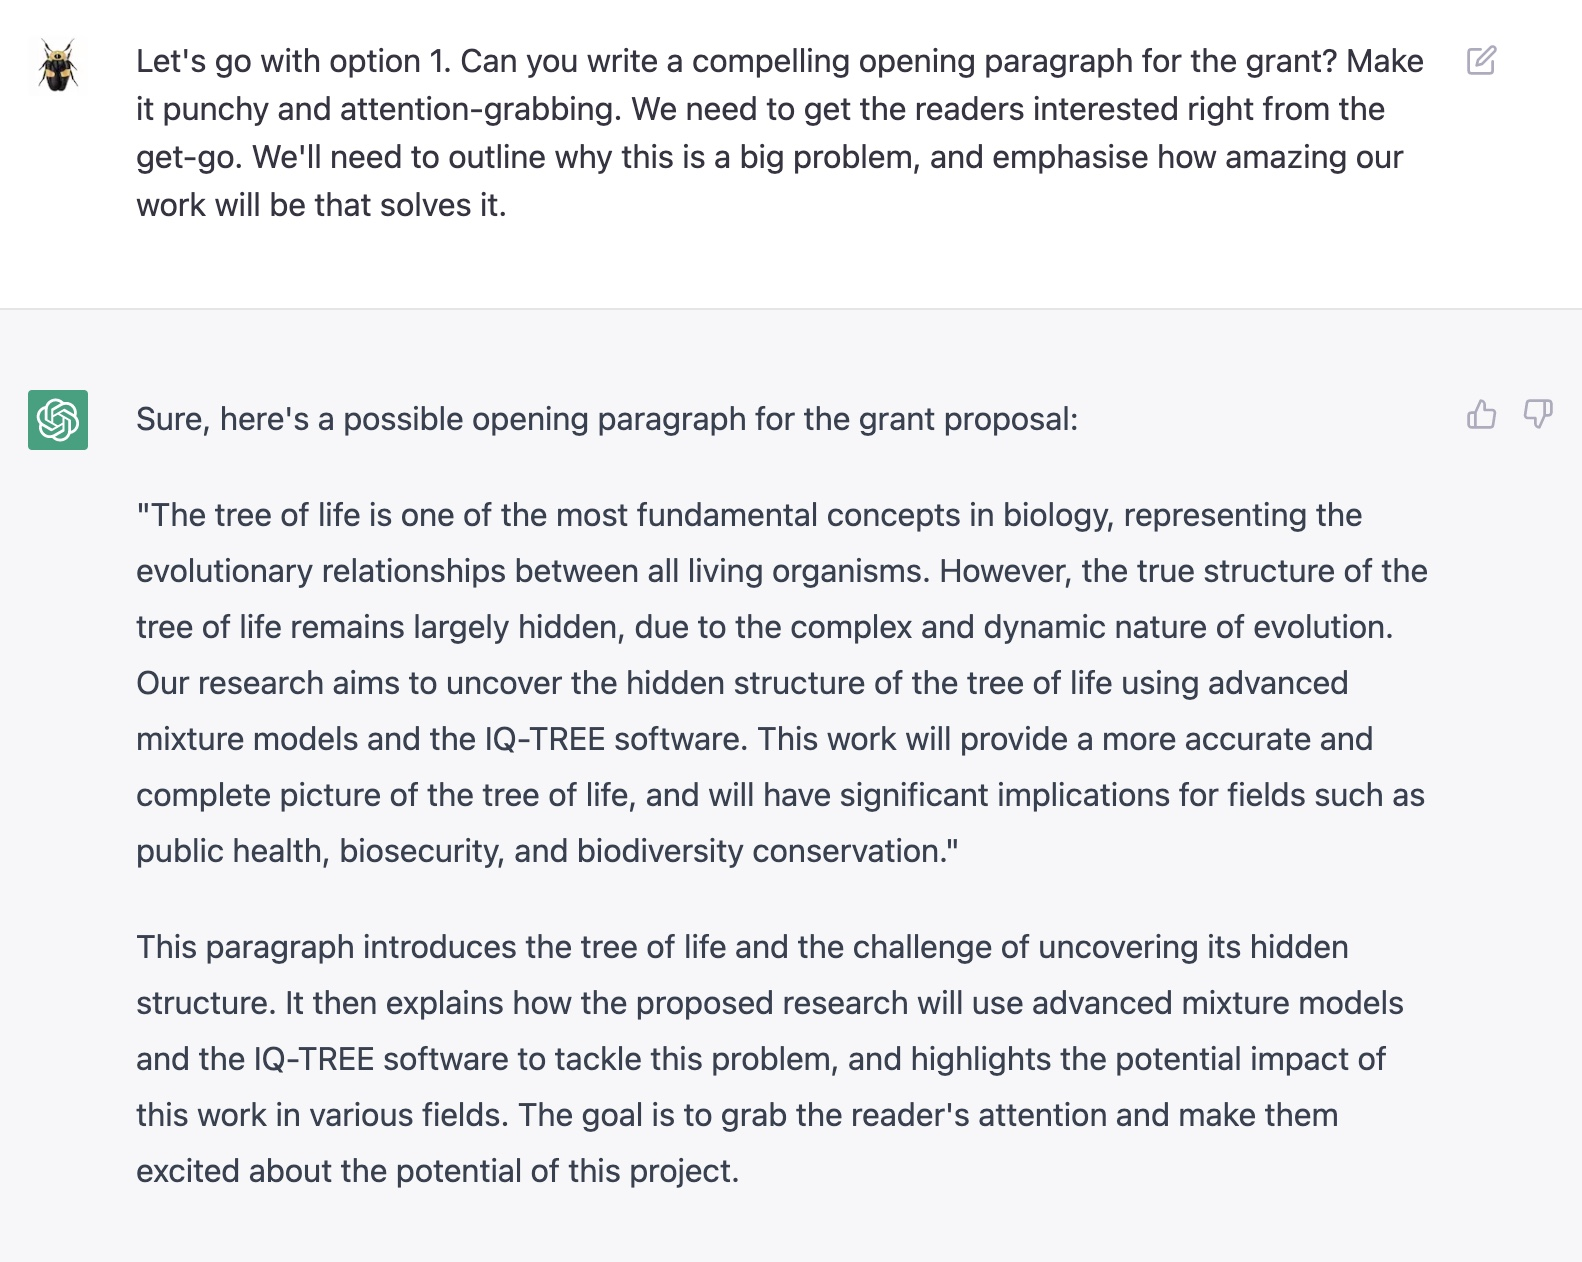 Let's go with option 1. Can you write a compelling opening paragraph for the grant? Make
it punchy and attention-grabbing. We need to get the readers interested right from the
get-go. We'll need to outline why this is a big problem, and emphasise how amazing our
work will be that solves it.
Sure, here's a possible opening paragraph for the grant proposal:
"The tree of life is one of the most fundamental concepts in biology, representing the
evolutionary relationships between all living organisms. However, the true structure of the
tree of life remains largely hidden, due to the complex and dynamic nature of evolution.
Our research aims to uncover the hidden structure of the tree of life using advanced
mixture models and the IQ-TREE software. This work will provide a more accurate and
complete picture of the tree of life, and will have significant implications for fields such as
public health, biosecurity, and biodiversity conservation."
This paragraph introduces the tree of life and the challenge of uncovering its hidden
structure. It then explains how the proposed research will use advanced mixture models
and the IQ-TREE software to tackle this problem, and highlights the potential impact of
this work in various fields. The goal is to grab the reader's attention and make them
excited about the potential of this project.